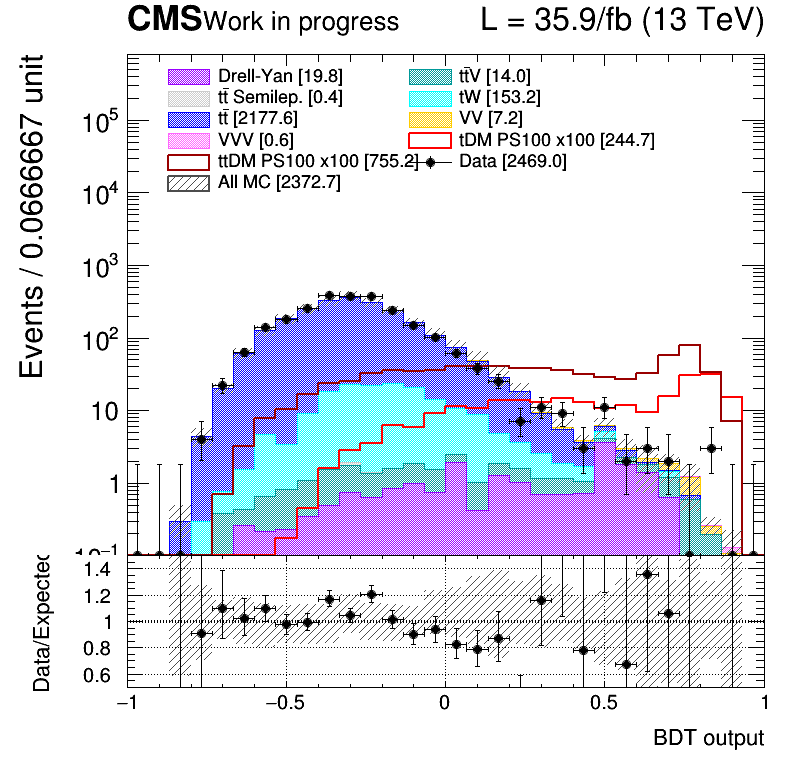 CMS Work in progress L = 35.9/fb (13 TeV)
Events / 0.0666667 unit
Drell-Yan [19.8] tt̄V [14.0]
tt̄ Semilep. [0.4] tW [153.2]
tt̄ [2177.6] VV [7.2]
VVV [0.6] tDM PS100 x100 [244.7]
ttDM PS100 x100 [755.2] Data [2469.0]
All MC [2372.7]
10⁵
10⁴
10³
10²
10
1
10⁻¹
Data/Expected
1.4
1.2
1
0.8
0.6
−1 −0.5 0 0.5 1
BDT output